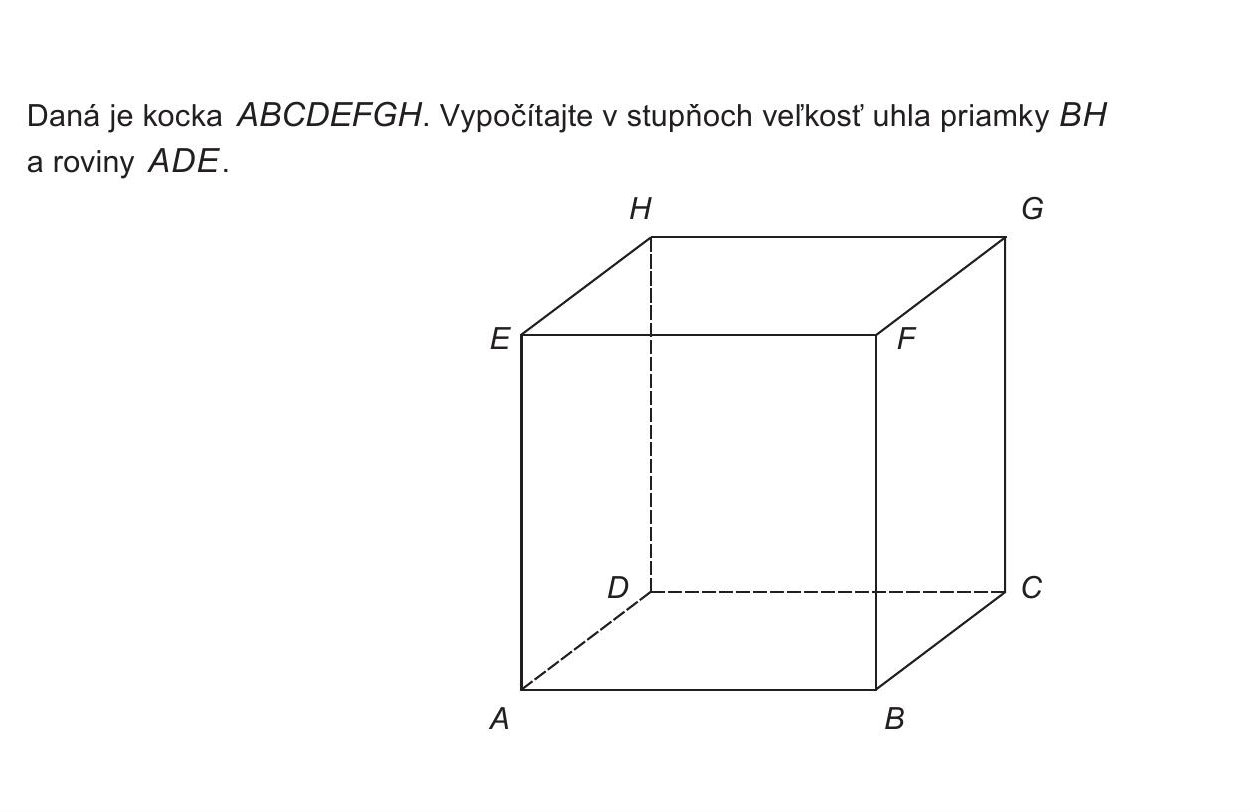 Daná je kocka ABCDEFGH. Vypočítajte v stupňoch veľkosť uhla priamky BH
a roviny ADE.
H
G
E
F
D
C
A
B